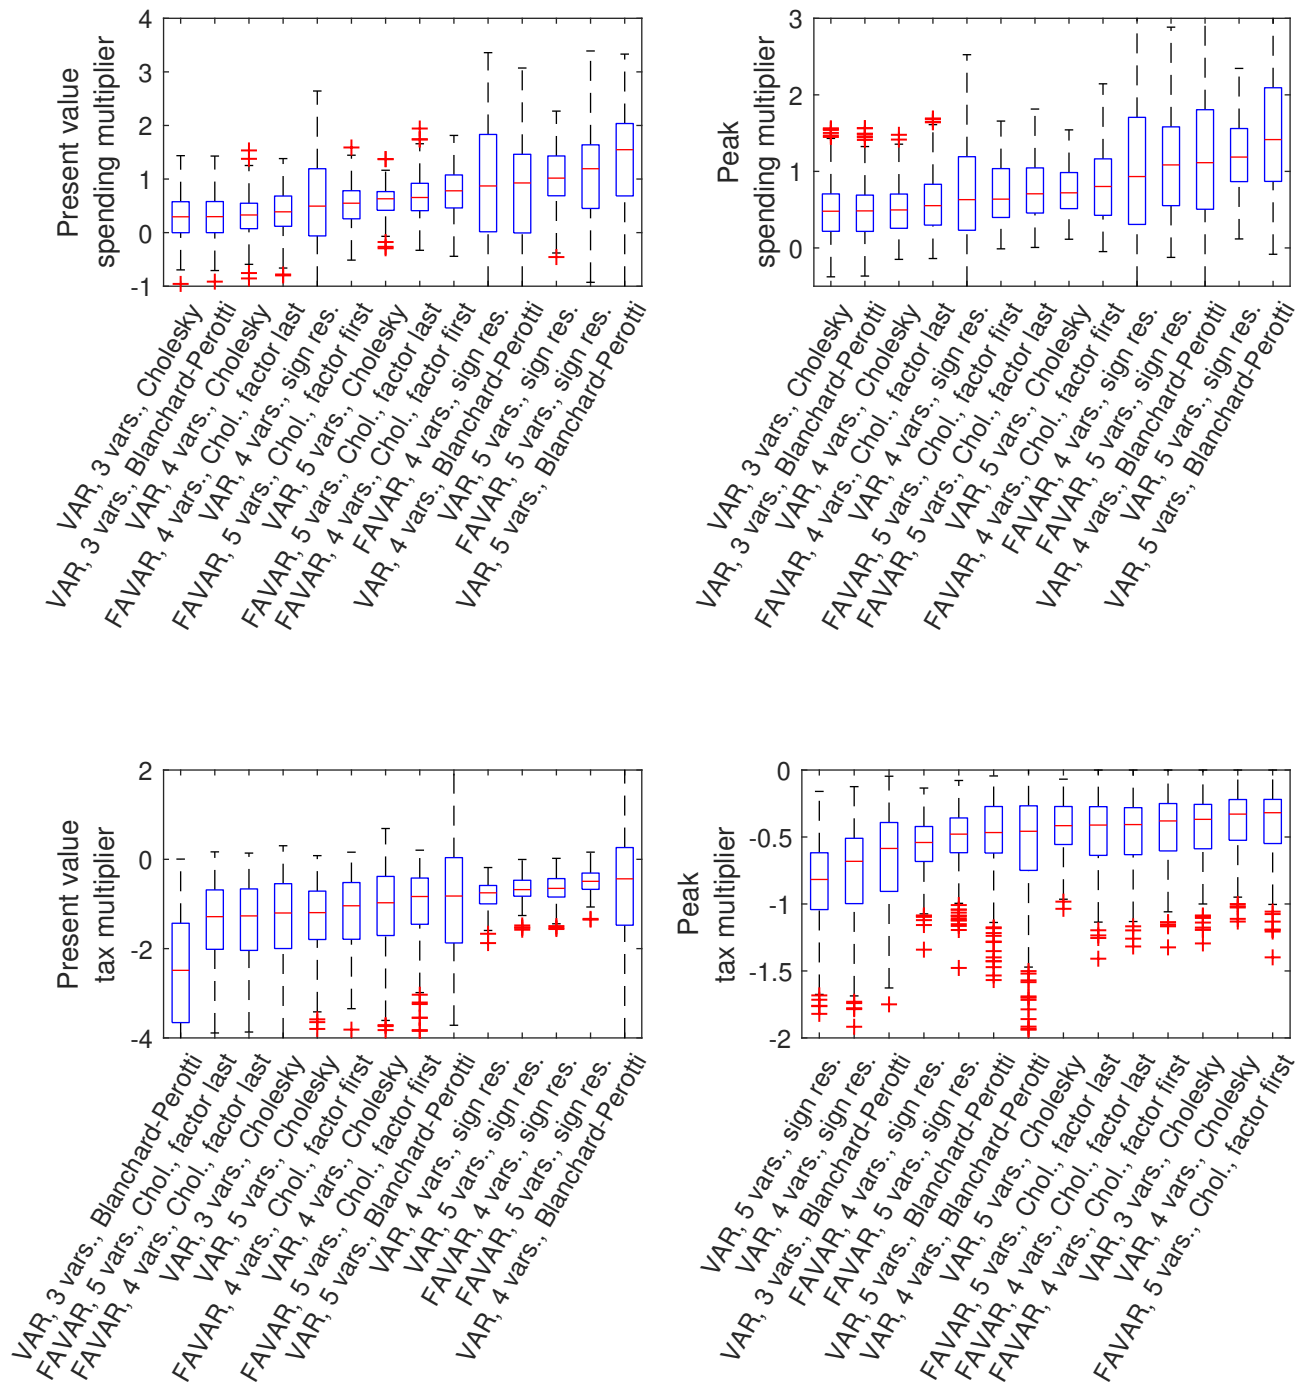 Present value
spending multiplier
4
3
2
1
0
-1
VAR, 3 vars., Cholesky
VAR, 3 vars., Blanchard-Perotti
VAR, 4 vars., Cholesky
FAVAR, 4 vars., Chol., factor last
VAR, 4 vars., sign res.
FAVAR, 5 vars., Chol., factor first
VAR, 5 vars., Cholesky
FAVAR, 5 vars., Chol., factor last
FAVAR, 4 vars., Chol., factor first
FAVAR, 4 vars., sign res.
VAR, 4 vars., Blanchard-Perotti
VAR, 5 vars., sign res.
FAVAR, 5 vars., sign res.
VAR, 5 vars., Blanchard-Perotti
Peak
spending multiplier
3
2
1
0
VAR, 3 vars., Cholesky
VAR, 3 vars., Blanchard-Perotti
VAR, 4 vars., Cholesky
FAVAR, 4 vars., Chol., factor last
VAR, 4 vars., sign res.
FAVAR, 5 vars., Chol., factor first
FAVAR, 5 vars., Chol., factor last
VAR, 5 vars., Cholesky
FAVAR, 4 vars., Chol., factor first
FAVAR, 4 vars., sign res.
FAVAR, 5 vars., sign res.
VAR, 4 vars., Blanchard-Perotti
VAR, 5 vars., sign res.
VAR, 5 vars., Blanchard-Perotti
Present value
tax multiplier
2
0
-2
-4
VAR, 3 vars., Blanchard-Perotti
FAVAR, 5 vars., Chol., factor last
FAVAR, 4 vars., Chol., factor last
VAR, 3 vars., Cholesky
VAR, 5 vars., Cholesky
FAVAR, 4 vars., Chol., factor first
VAR, 4 vars., Cholesky
FAVAR, 5 vars., Chol., factor first
VAR, 5 vars., Blanchard-Perotti
VAR, 4 vars., sign res.
VAR, 5 vars., sign res.
FAVAR, 4 vars., sign res.
FAVAR, 5 vars., sign res.
VAR, 4 vars., Blanchard-Perotti
Peak
tax multiplier
0
-0.5
-1
-1.5
-2
VAR, 5 vars., sign res.
VAR, 4 vars., sign res.
VAR, 3 vars., Blanchard-Perotti
FAVAR, 4 vars., sign res.
FAVAR, 5 vars., sign res.
VAR, 5 vars., Blanchard-Perotti
VAR, 4 vars., Blanchard-Perotti
VAR, 5 vars., Cholesky
FAVAR, 5 vars., Chol., factor last
FAVAR, 4 vars., Chol., factor last
FAVAR, 4 vars., Chol., factor first
VAR, 3 vars., Cholesky
VAR, 4 vars., Cholesky
FAVAR, 5 vars., Chol., factor first